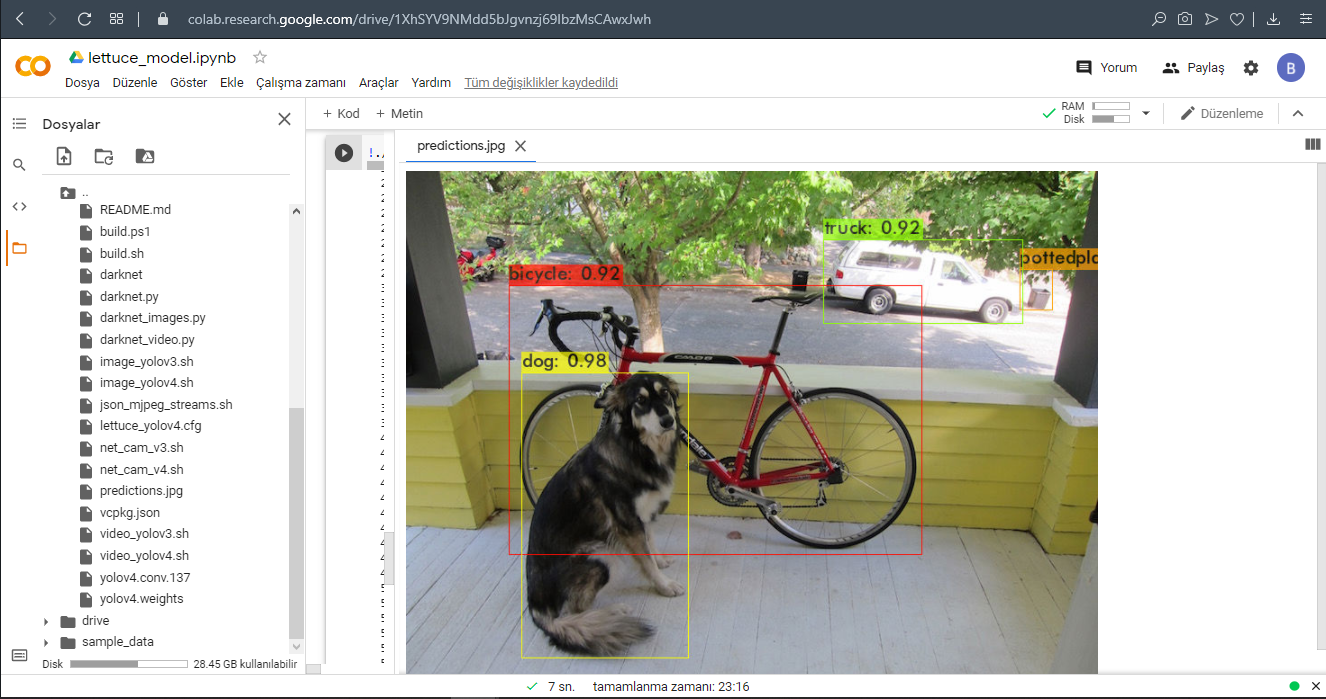 colab.research.google.com/drive/1XhSYV9NMdd5bJgvnzj69IbzMsCAwxJwh
lettuce_model.ipynb
Dosya Düzenle Göster Ekle Çalışma zamanı Araçlar Yardım Tüm değişiklikler kaydedildi
Yorum Paylaş B
Dosyalar
+ Kod + Metin
RAM
Disk
Düzenleme
!./
predictions.jpg
..
README.md
build.ps1
build.sh
darknet
darknet.py
darknet_images.py
darknet_video.py
image_yolov3.sh
image_yolov4.sh
json_mjpeg_streams.sh
lettuce_yolov4.cfg
net_cam_v3.sh
net_cam_v4.sh
predictions.jpg
vcpkg.json
video_yolov3.sh
video_yolov4.sh
yolov4.conv.137
yolov4.weights
drive
sample_data
Disk 28.45 GB kullanılabilir
truck: 0.92
pottedpla
bicycle: 0.92
dog: 0.98
7 sn. tamamlanma zamanı: 23:16